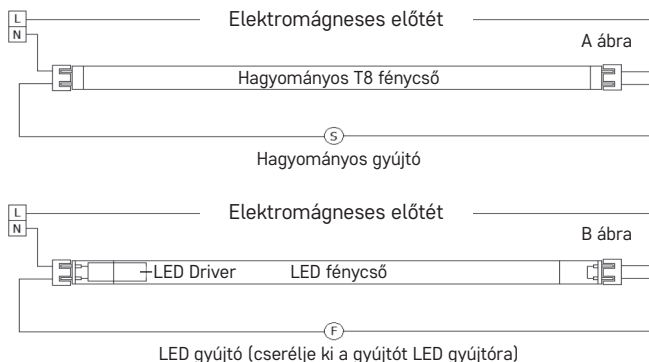 L
Elektromágneses előtét
N
A ábra
Hagyományos T8 fénycső
S
Hagyományos gyújtó
L
Elektromágneses előtét
N
B ábra
LED Driver
LED fénycső
F
LED gyújtó (cserélje ki a gyújtót LED gyújtóra)